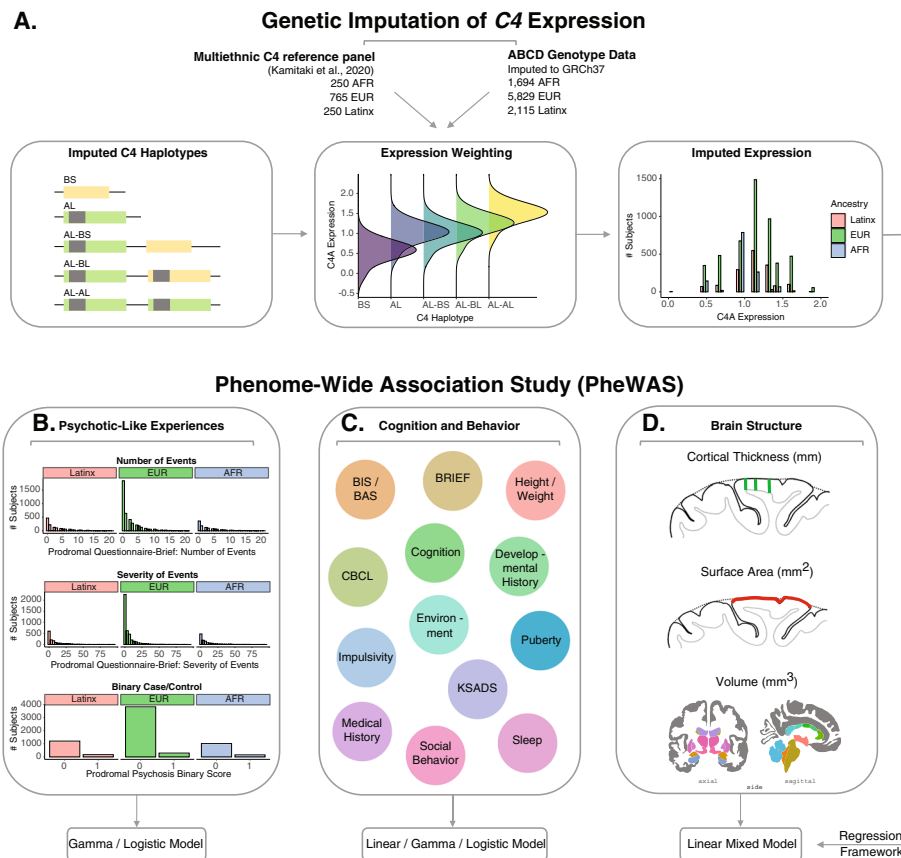 A.
Genetic Imputation of C4 Expression
Multiethnic C4 reference panel
(Kamitaki et al., 2020)
250 AFR
765 EUR
250 Latinx
ABCD Genotype Data
Imputed to GRCh37
1,694 AFR
5,829 EUR
2,115 Latinx
Imputed C4 Haplotypes
BS
AL
AL-BS
AL-BL
AL-AL
Expression Weighting
C4A Expression
2.0
1.5
1.0
0.5
0.0
-0.5
BS AL AL-BS AL-BL AL-AL
C4 Haplotype
Imputed Expression
# Subjects
1500
1000
500
0
0.0 0.5 1.0 1.5 2.0
C4A Expression
Ancestry
Latinx
EUR
AFR
Phenome-Wide Association Study (PheWAS)
B.
Psychotic-Like Experiences
Number of Events
Latinx EUR AFR
# Subjects
1500
1000
500
0
0 5 10 15 20 0 5 10 15 20 0 5 10 15 20
Prodromal Questionnaire-Brief: Number of Events
Severity of Events
Latinx EUR AFR
# Subjects
2000
1500
1000
500
0
0 25 50 75 0 25 50 75 0 25 50 75
Prodromal Questionnaire-Brief: Severity of Events
Binary Case/Control
Latinx EUR AFR
# Subjects
4000
3000
2000
1000
0
0 1 0 1 0 1
Prodromal Psychosis Binary Score
Gamma / Logistic Model
C.
Cognition and Behavior
BIS /
BAS
BRIEF
Height /
Weight
CBCL
Cognition
Develop -
mental
History
Environ -
ment
Impulsivity
Puberty
KSADS
Medical
History
Social
Behavior
Sleep
Linear / Gamma / Logistic Model
D.
Brain Structure
Cortical Thickness (mm)
Surface Area (mm2)
Volume (mm3)
axial sagittal
side
Linear Mixed Model
Regression
Framework